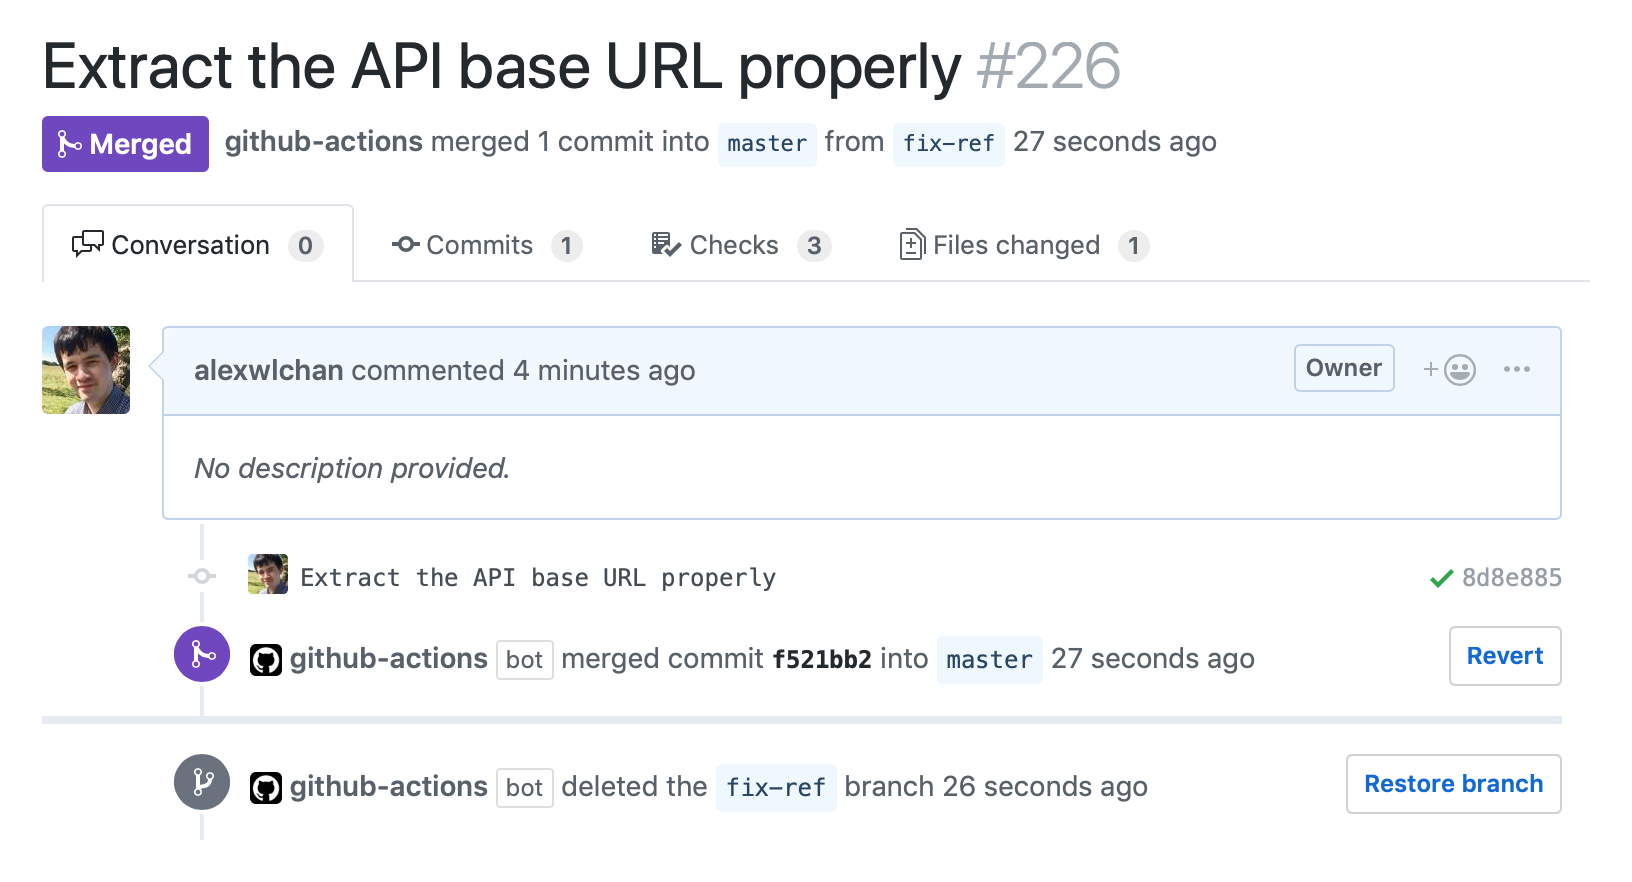 Extract the API base URL properly #226
Merged github-actions merged 1 commit into master from fix-ref 27 seconds ago
Conversation 0 Commits 1 Checks 3 Files changed 1
alexwlchan commented 4 minutes ago Owner + ...
No description provided.
Extract the API base URL properly 8d8e885
github-actions bot merged commit f521bb2 into master 27 seconds ago Revert
github-actions bot deleted the fix-ref branch 26 seconds ago Restore branch